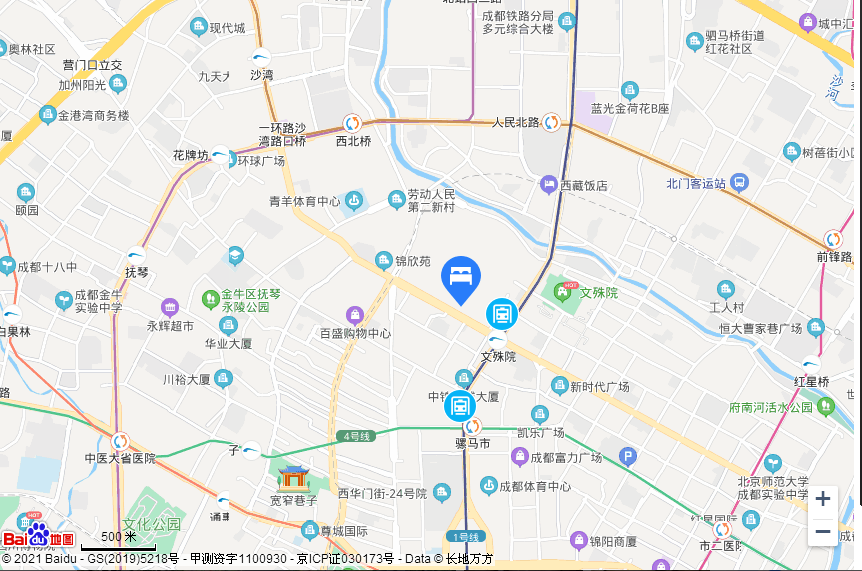 成都铁路分局
多元综合大楼
城中汇
现代城
驷马桥街道
红花社区
奥林社区
营门口立交
沙湾
九天
加州阳光
沙
河
蓝光金荷花B座
金港湾商务楼
一环路沙
湾路口桥
西北桥
人民北路
花牌坊
环球广场
树蓓街小区
西藏饭店
北门客运站
颐园
青羊体育中心
劳动人民
第二新村
前锋路
锦欣苑
抚琴
成都十八中
HOT
文殊院
成都金牛
实验中学
金牛区抚琴
永陵公园
工人村
永辉超市
百盛购物中心
恒大曹家巷广场
白果林
华业大厦
文殊院
川裕大厦
新时代广场
红星桥
路
中铁
大厦
府南河活水公园
世
4号线
凯乐广场
骡马市
子
中医大省医院
成都富力广场
P
宽窄巷子
西华门街-24号院
成都体育中心
北京师范大学
成都实验中学
+
HOT
文化公园
尊城国际
红星国际
市二医院
−
Bai du 地图
500 米
1号线
锦阳商厦
© 2021 Baidu - GS(2019)5218号 - 甲测资字1100930 - 京ICP证030173号 - Data © 长地万方